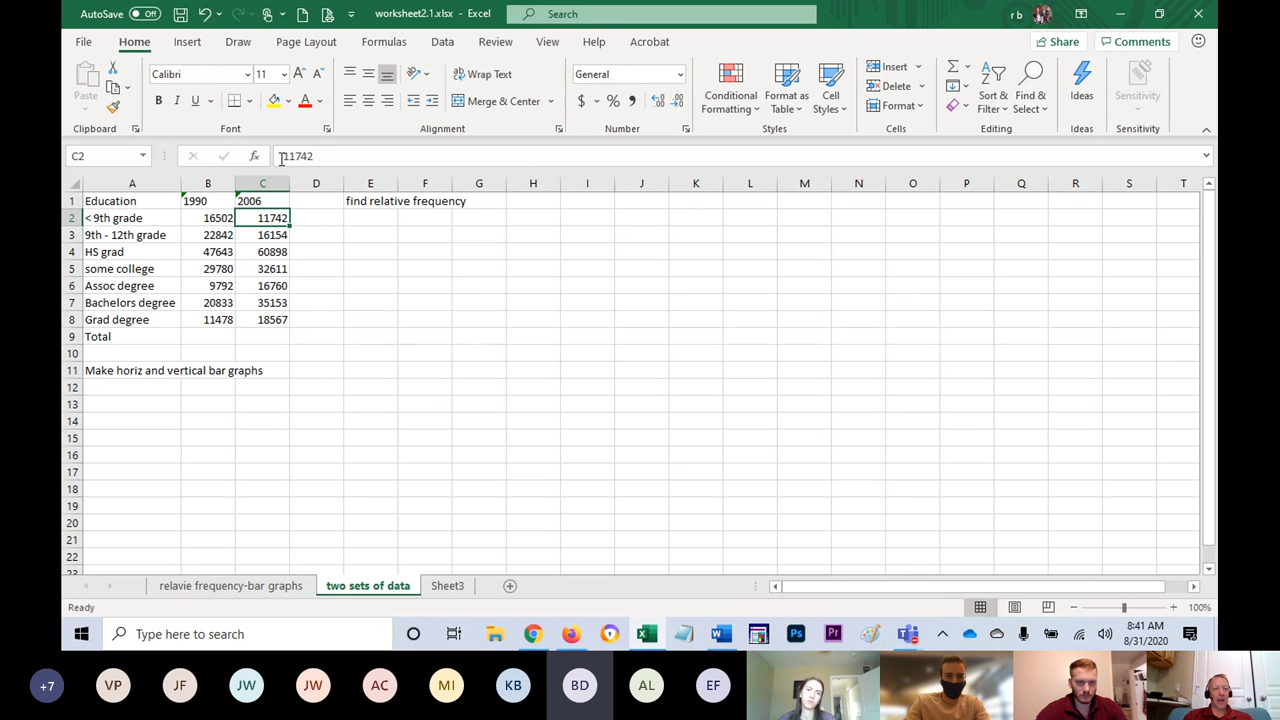 AutoSave Off worksheet2.1.xlsx - Excel Search r b
File Home Insert Draw Page Layout Formulas Data Review View Help Acrobat Share Comments
Paste Calibri 11 A A Wrap Text General Conditional Formatting Format as Table Cell Styles Insert Delete Format Sort & Filter Find & Select Ideas Sensitivity
B I U A Merge & Center $ %
Clipboard Font Alignment Number Styles Cells Editing Ideas Sensitivity
C2 fx 11742
A B C D E F G H I J K L M N O P Q R S T
1 Education 1990 2006 find relative frequency
2 < 9th grade 16502 11742
3 9th - 12th grade 22842 16154
4 HS grad 47643 60898
5 some college 29780 32611
6 Assoc degree 9792 16760
7 Bachelors degree 20833 35153
8 Grad degree 11478 18567
9 Total
10
11 Make horiz and vertical bar graphs
12
13
14
15
16
17
18
19
20
21
22
23
relavie frequency-bar graphs two sets of data Sheet3
Ready 100%
Type here to search 8:41 AM
8/31/2020
+7 VP JF JW JW AC MI KB BD AL EF